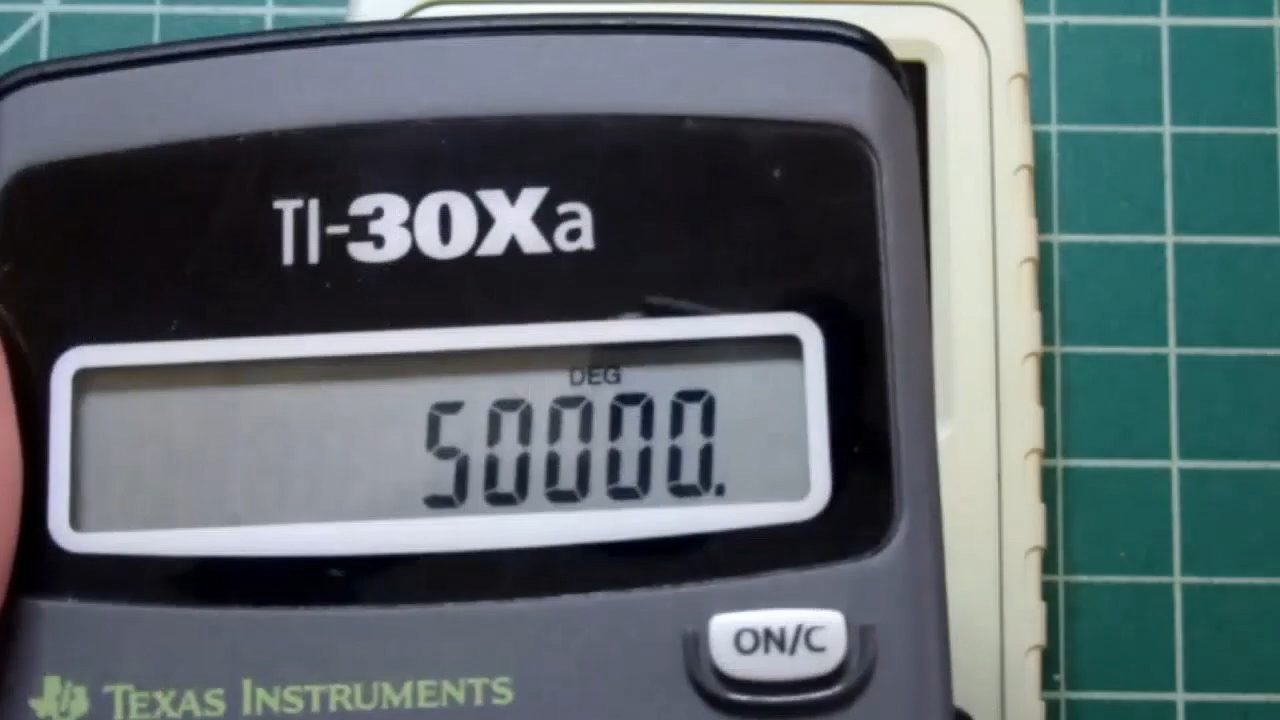 TI-30Xa
DEG
50000.
ON/C
TEXAS INSTRUMENTS